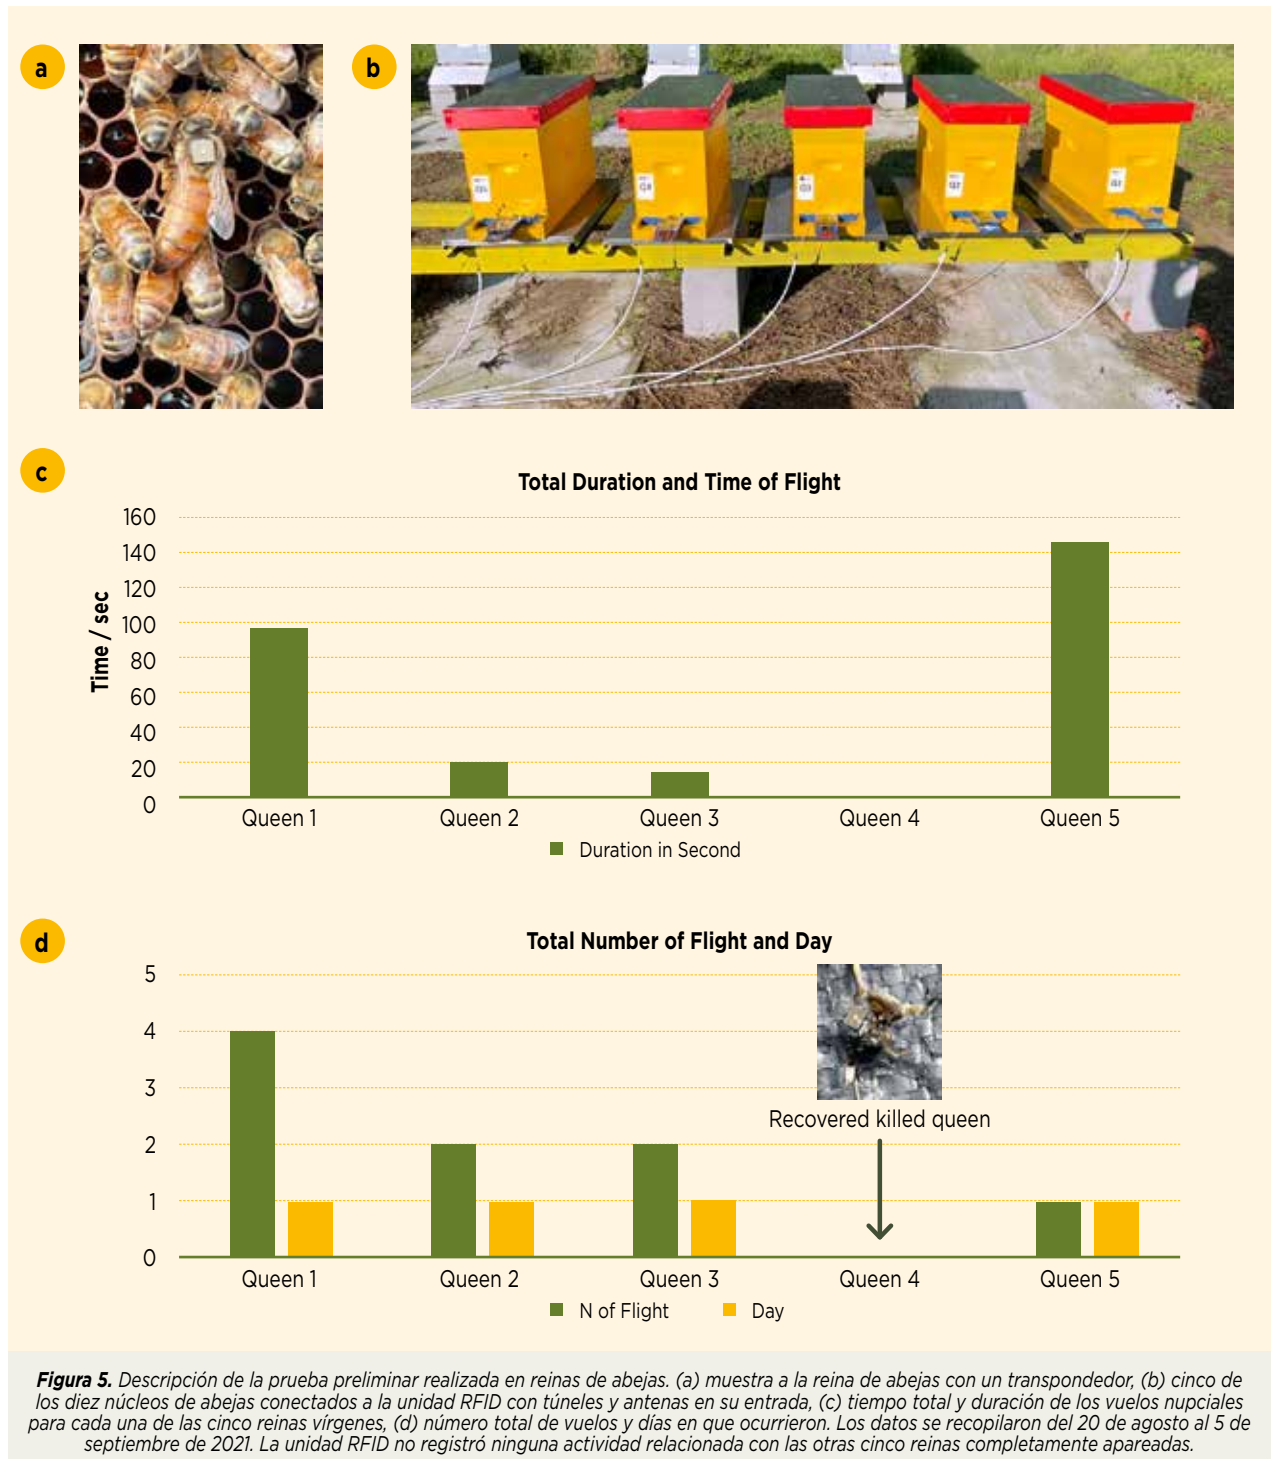 a
b
Q4
Q3
Q2
Q1
c
Total Duration and Time of Flight
Time / sec
160
140
120
100
80
60
40
20
0
Queen 1
Queen 2
Queen 3
Queen 4
Queen 5
Duration in Second
d
Total Number of Flight and Day
5
4
3
2
1
0
Recovered killed queen
Queen 1
Queen 2
Queen 3
Queen 4
Queen 5
N of Flight
Day
Figura 5. Descripción de la prueba preliminar realizada en reinas de abejas. (a) muestra a la reina de abejas con un transpondedor, (b) cinco de
los diez núcleos de abejas conectados a la unidad RFID con túneles y antenas en su entrada, (c) tiempo total y duración de los vuelos nupciales
para cada una de las cinco reinas vírgenes, (d) número total de vuelos y días en que ocurrieron. Los datos se recopilaron del 20 de agosto al 5 de
septiembre de 2021. La unidad RFID no registró ninguna actividad relacionada con las otras cinco reinas completamente apareadas.